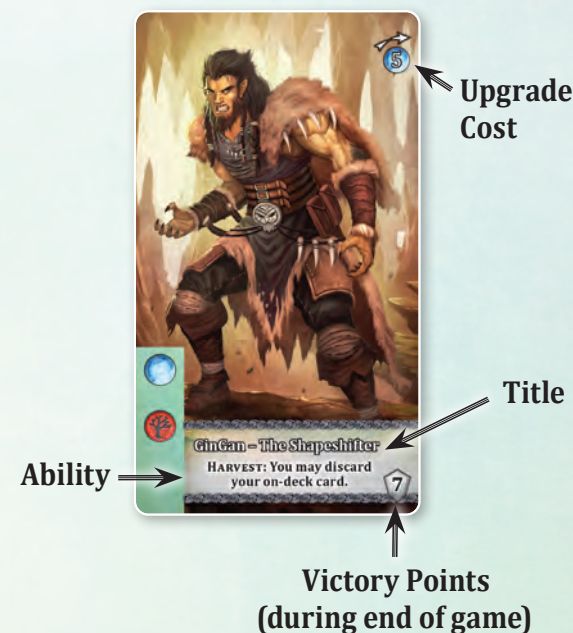 5
Upgrade
Cost
Title
GinGan – The Shapeshifter
Harvest: You may discard
your on-deck card.
Ability
7
Victory Points
(during end of game)